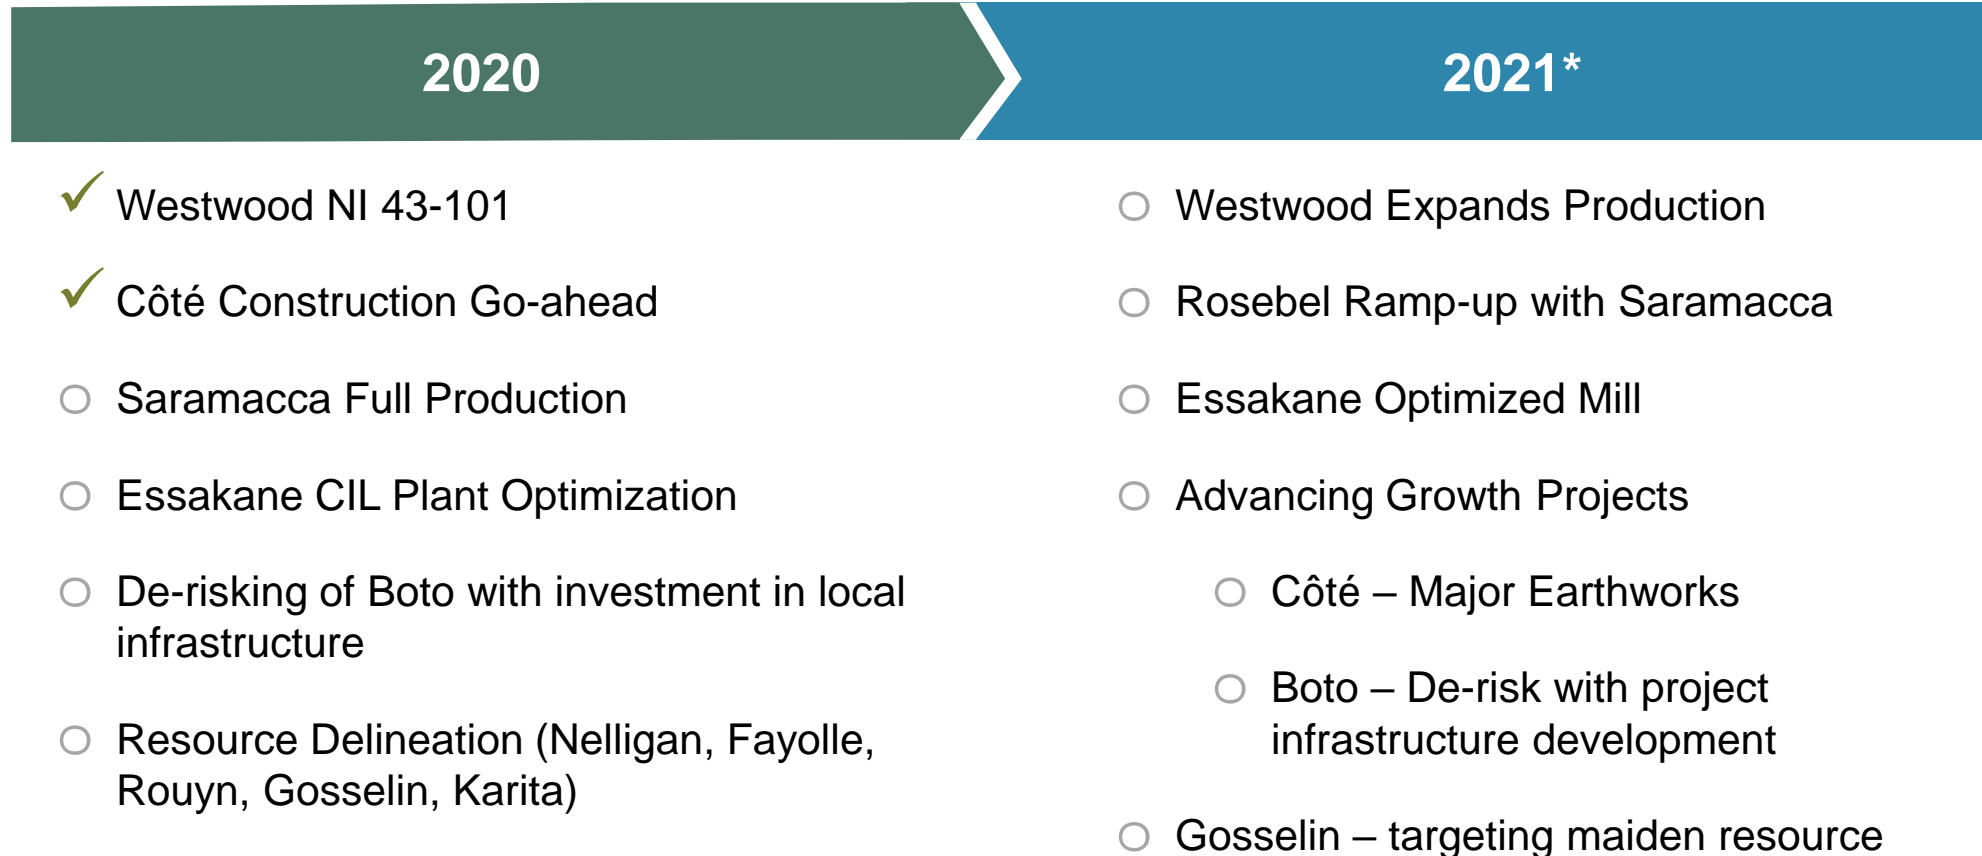 2020
Westwood NI 43-101
Côté Construction Go-ahead
Saramacca Full Production
Essakane CIL Plant Optimization
De-risking of Boto with investment in local
infrastructure
Resource Delineation (Nelligan, Fayolle,
Rouyn, Gosselin, Karita)
2021*
Westwood Expands Production
Rosebel Ramp-up with Saramacca
Essakane Optimized Mill
Advancing Growth Projects
Côté – Major Earthworks
Boto – De-risk with project
infrastructure development
Gosselin – targeting maiden resource